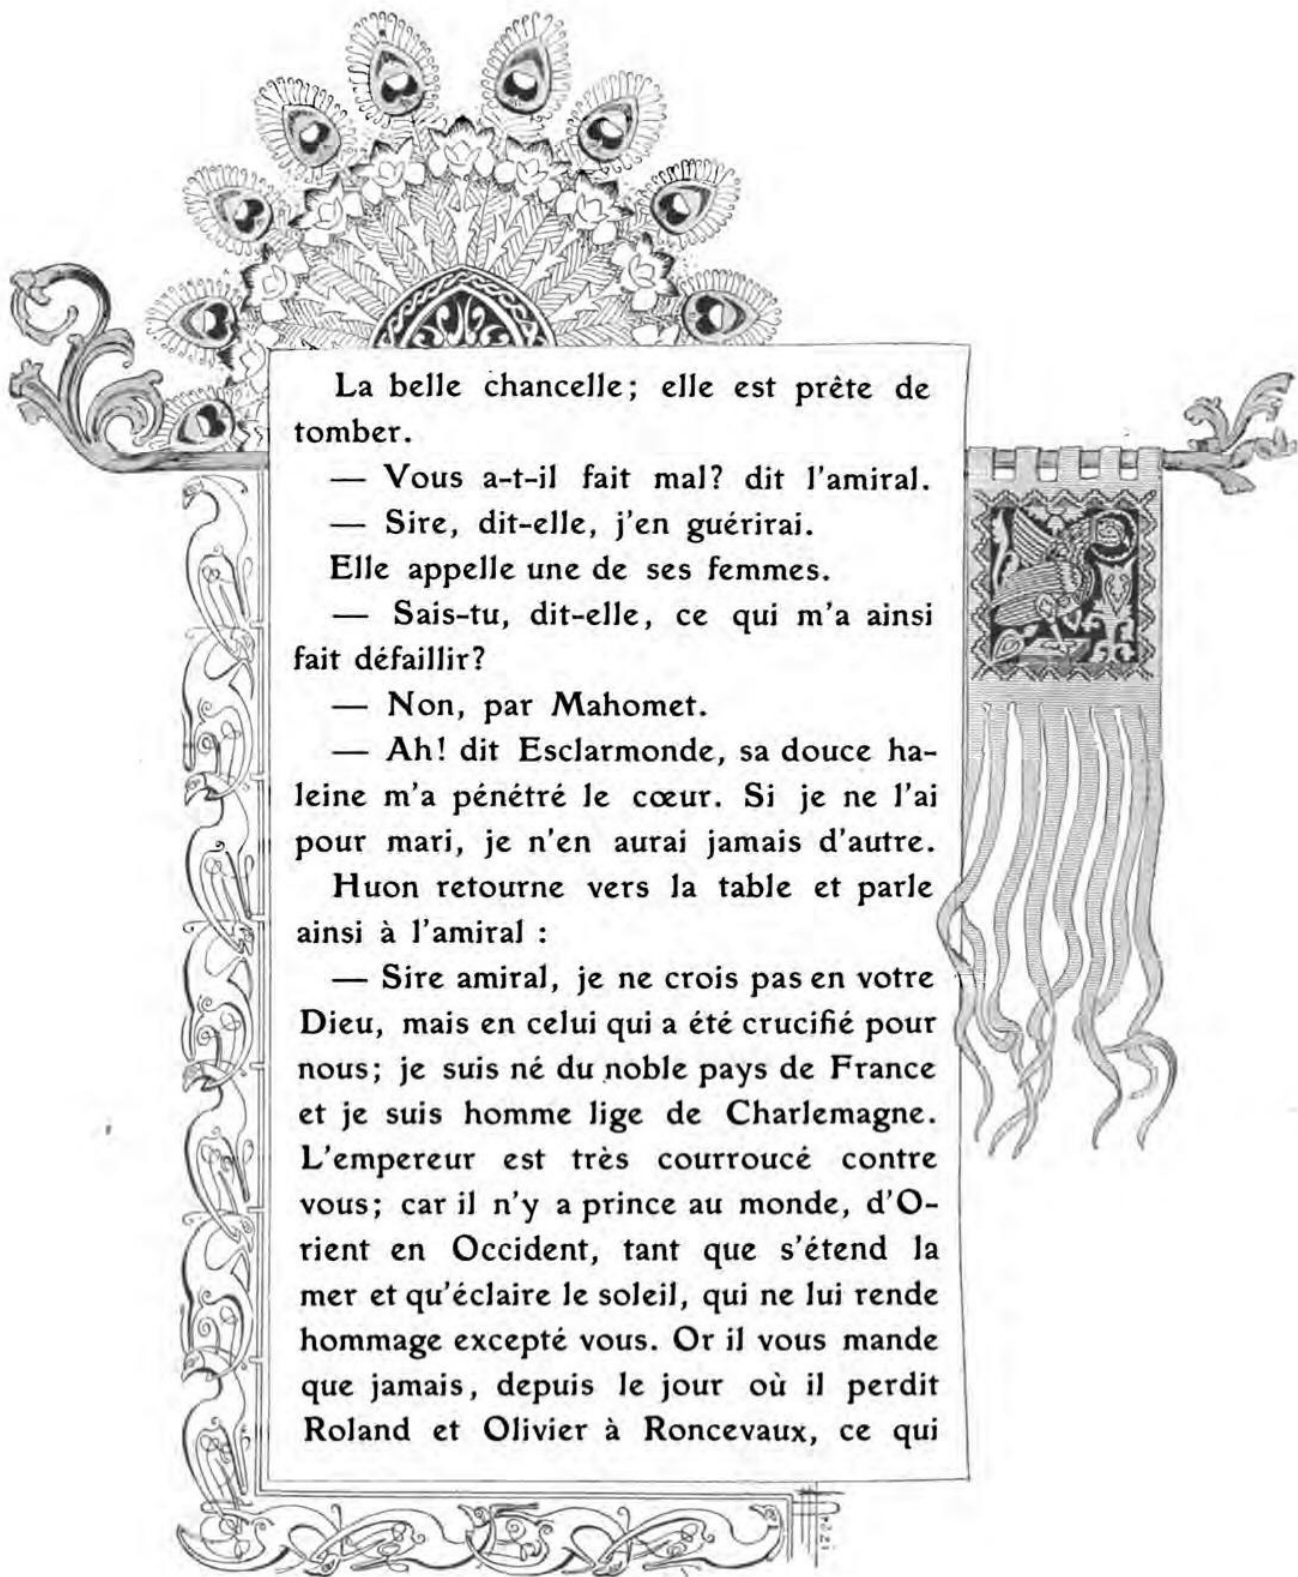 La belle chancelle; elle est prête de
tomber.
— Vous a-t-il fait mal? dit l'amiral.
— Sire, dit-elle, j'en guérirai.
Elle appelle une de ses femmes.
— Sais-tu, dit-elle, ce qui m'a ainsi
fait défaillir?
— Non, par Mahomet.
— Ah! dit Esclarmonde, sa douce ha-
leine m'a pénétré le cœur. Si je ne l'ai
pour mari, je n'en aurai jamais d'autre.
Huon retourne vers la table et parle
ainsi à l'amiral :
— Sire amiral, je ne crois pas en votre
Dieu, mais en celui qui a été crucifié pour
nous; je suis né du noble pays de France
et je suis homme lige de Charlemagne.
L'empereur est très courroucé contre
vous; car il n'y a prince au monde, d'O-
rient en Occident, tant que s'étend la
mer et qu'éclaire le soleil, qui ne lui rende
hommage excepté vous. Or il vous mande
que jamais, depuis le jour où il perdit
Roland et Olivier à Roncevaux, ce qui